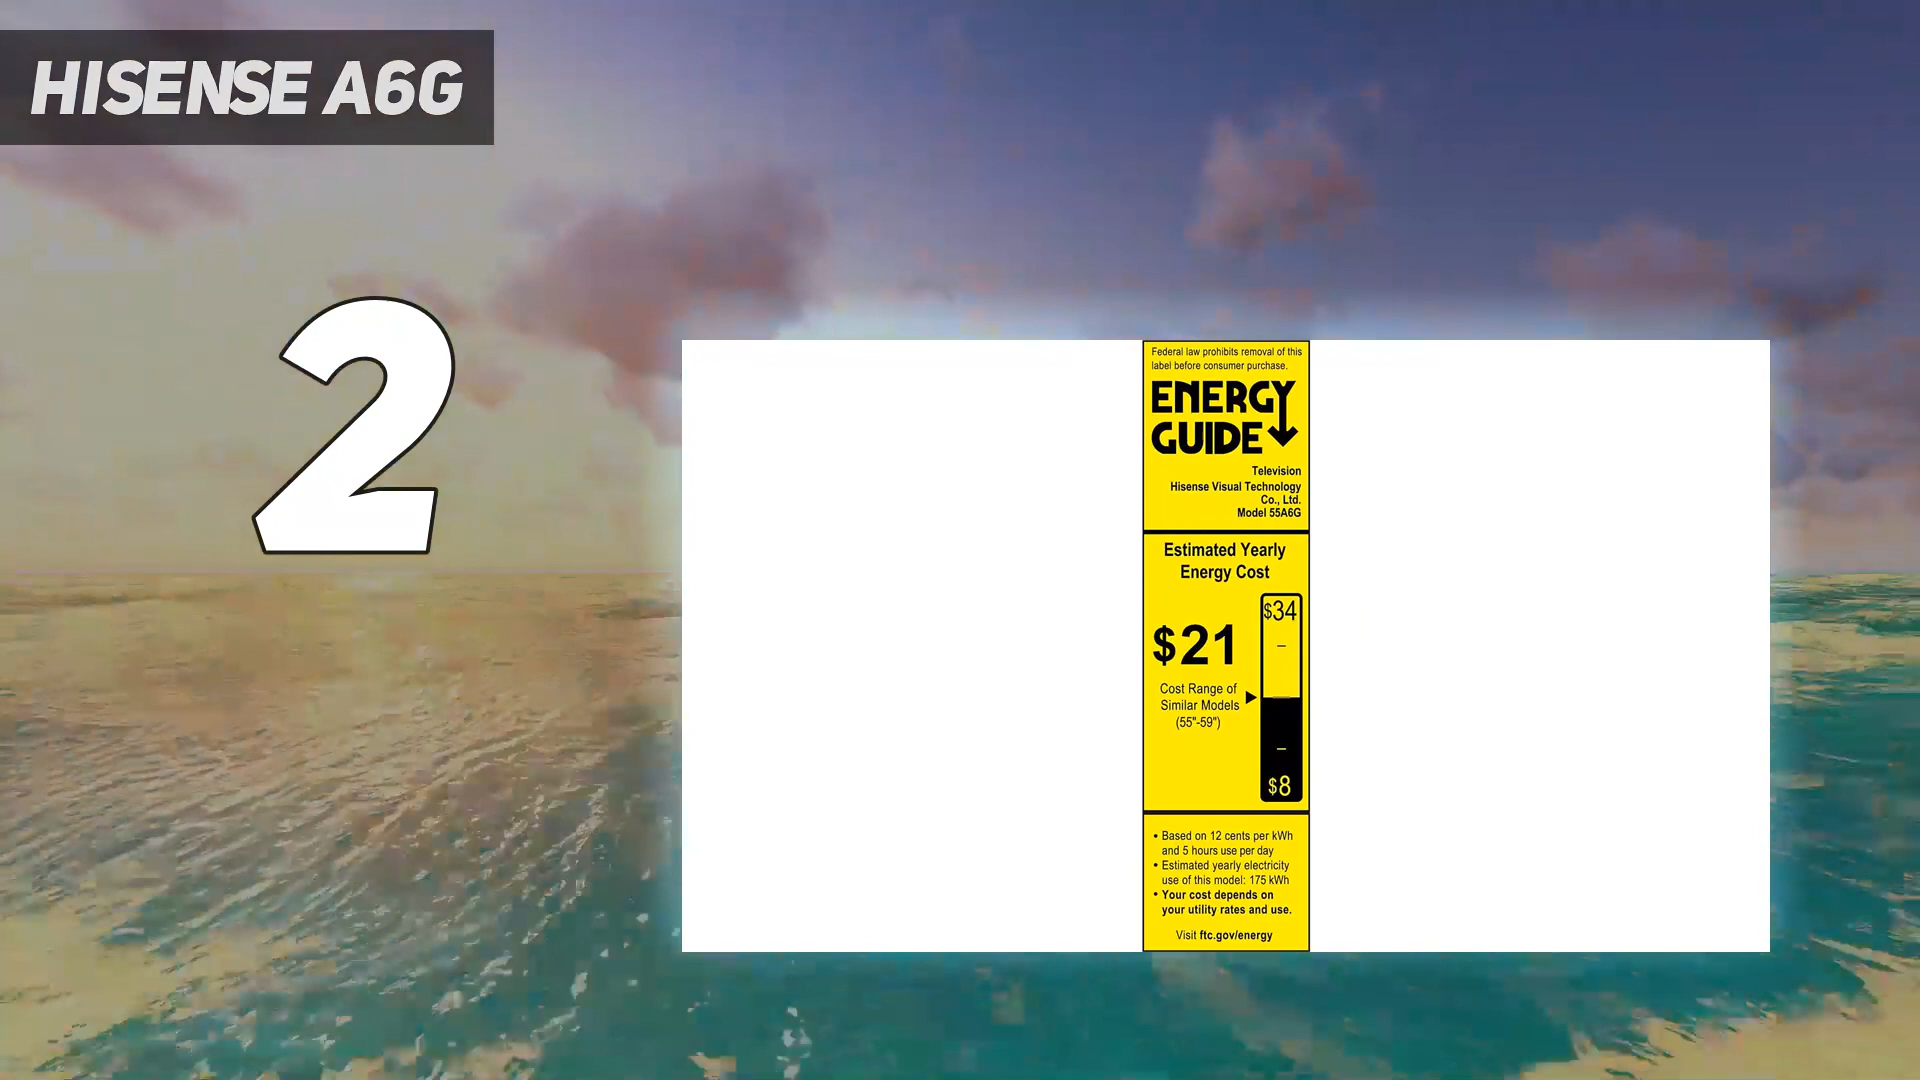 HISENSE A6G
2
Federal law prohibits removal of this
label before consumer purchase.
ENERGY
GUIDE
Television
Hisense Visual Technology
Co., Ltd.
Model 55A6G
Estimated Yearly
Energy Cost
$34
$21
Cost Range of
Similar Models
(55"-59")
$8
• Based on 12 cents per kWh
and 5 hours use per day
• Estimated yearly electricity
use of this model: 175 kWh
• Your cost depends on
your utility rates and use.
Visit ftc.gov/energy